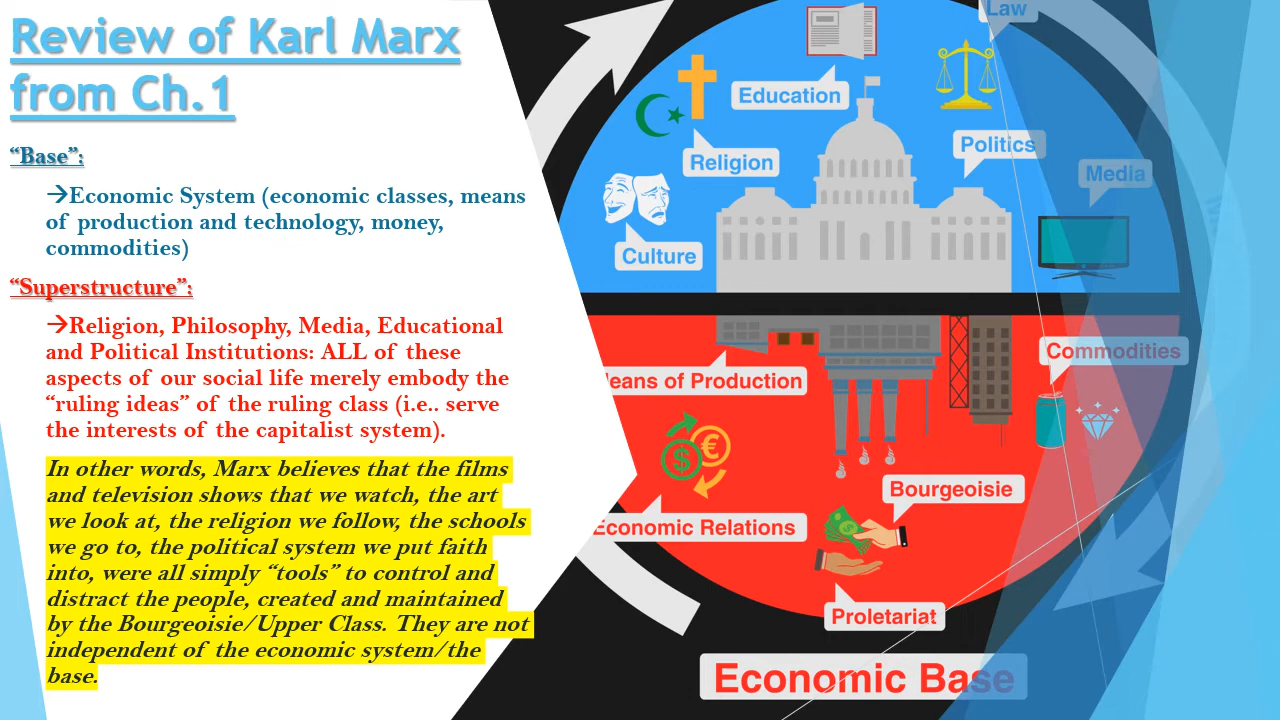 Review of Karl Marx
from Ch.1
“Base”:
→Economic System (economic classes, means
of production and technology, money,
commodities)
“Superstructure”:
→Religion, Philosophy, Media, Educational
and Political Institutions: ALL of these
aspects of our social life merely embody the
“ruling ideas” of the ruling class (i.e.. serve
the interests of the capitalist system).
In other words, Marx believes that the films
and television shows that we watch, the art
we look at, the religion we follow, the schools
we go to, the political system we put faith
into, were all simply “tools” to control and
distract the people, created and maintained
by the Bourgeoisie/Upper Class. They are not
independent of the economic system/the
base.
Law
Education
Politics
Religion
Media
Culture
Commodities
eans of Production
Bourgeoisie
Economic Relations
Proletariat
Economic Base